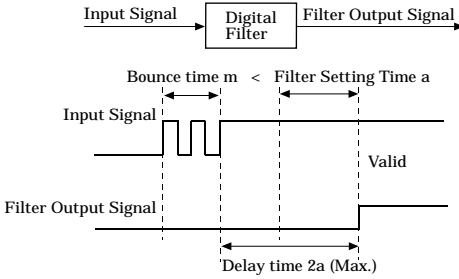 Input Signal
Digital Filter
Filter Output Signal
Bounce time m < Filter Setting Time a
Input Signal
Valid
Filter Output Signal
Delay time 2a (Max.)